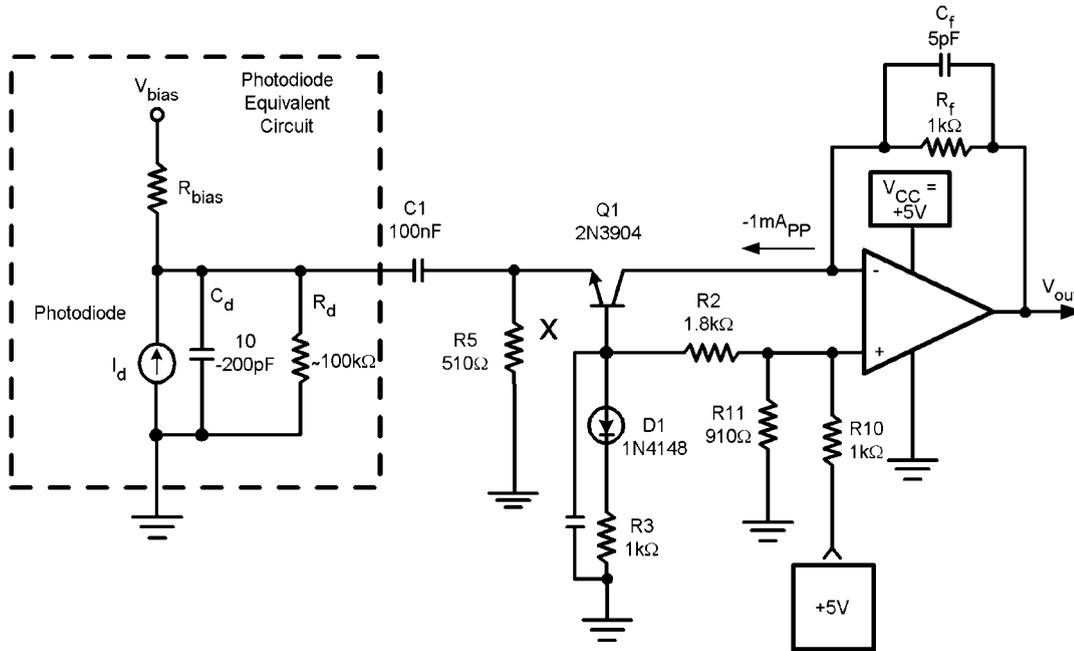 Photodiode
Equivalent
Circuit
Vbias
Rbias
Photodiode
Id
Cd
10
-200pF
Rd
~100kΩ
C1
100nF
R5
510Ω
X
Q1
2N3904
-1mAPP
Cf
5pF
Rf
1kΩ
VCC =
+5V
-
+
Vout
R2
1.8kΩ
D1
1N4148
R11
910Ω
R10
1kΩ
R3
1kΩ
+5V